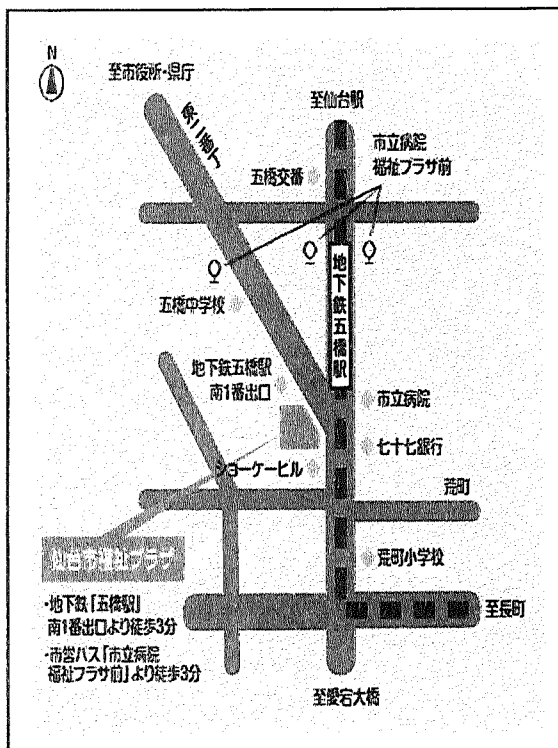 N
至市役所・県庁
東二番丁
至仙台駅
市立病院
福祉プラザ前
五橋交番
地下鉄五橋駅
五橋中学校
地下鉄五橋駅
南1番出口
市立病院
七十七銀行
ショーケービル
荒町
仙台市福祉プラザ
荒町小学校
・地下鉄「五橋駅」
南1番出口より徒歩3分
・市営バス「市立病院
福祉プラザ前」より徒歩3分
至長町
至愛宕大橋